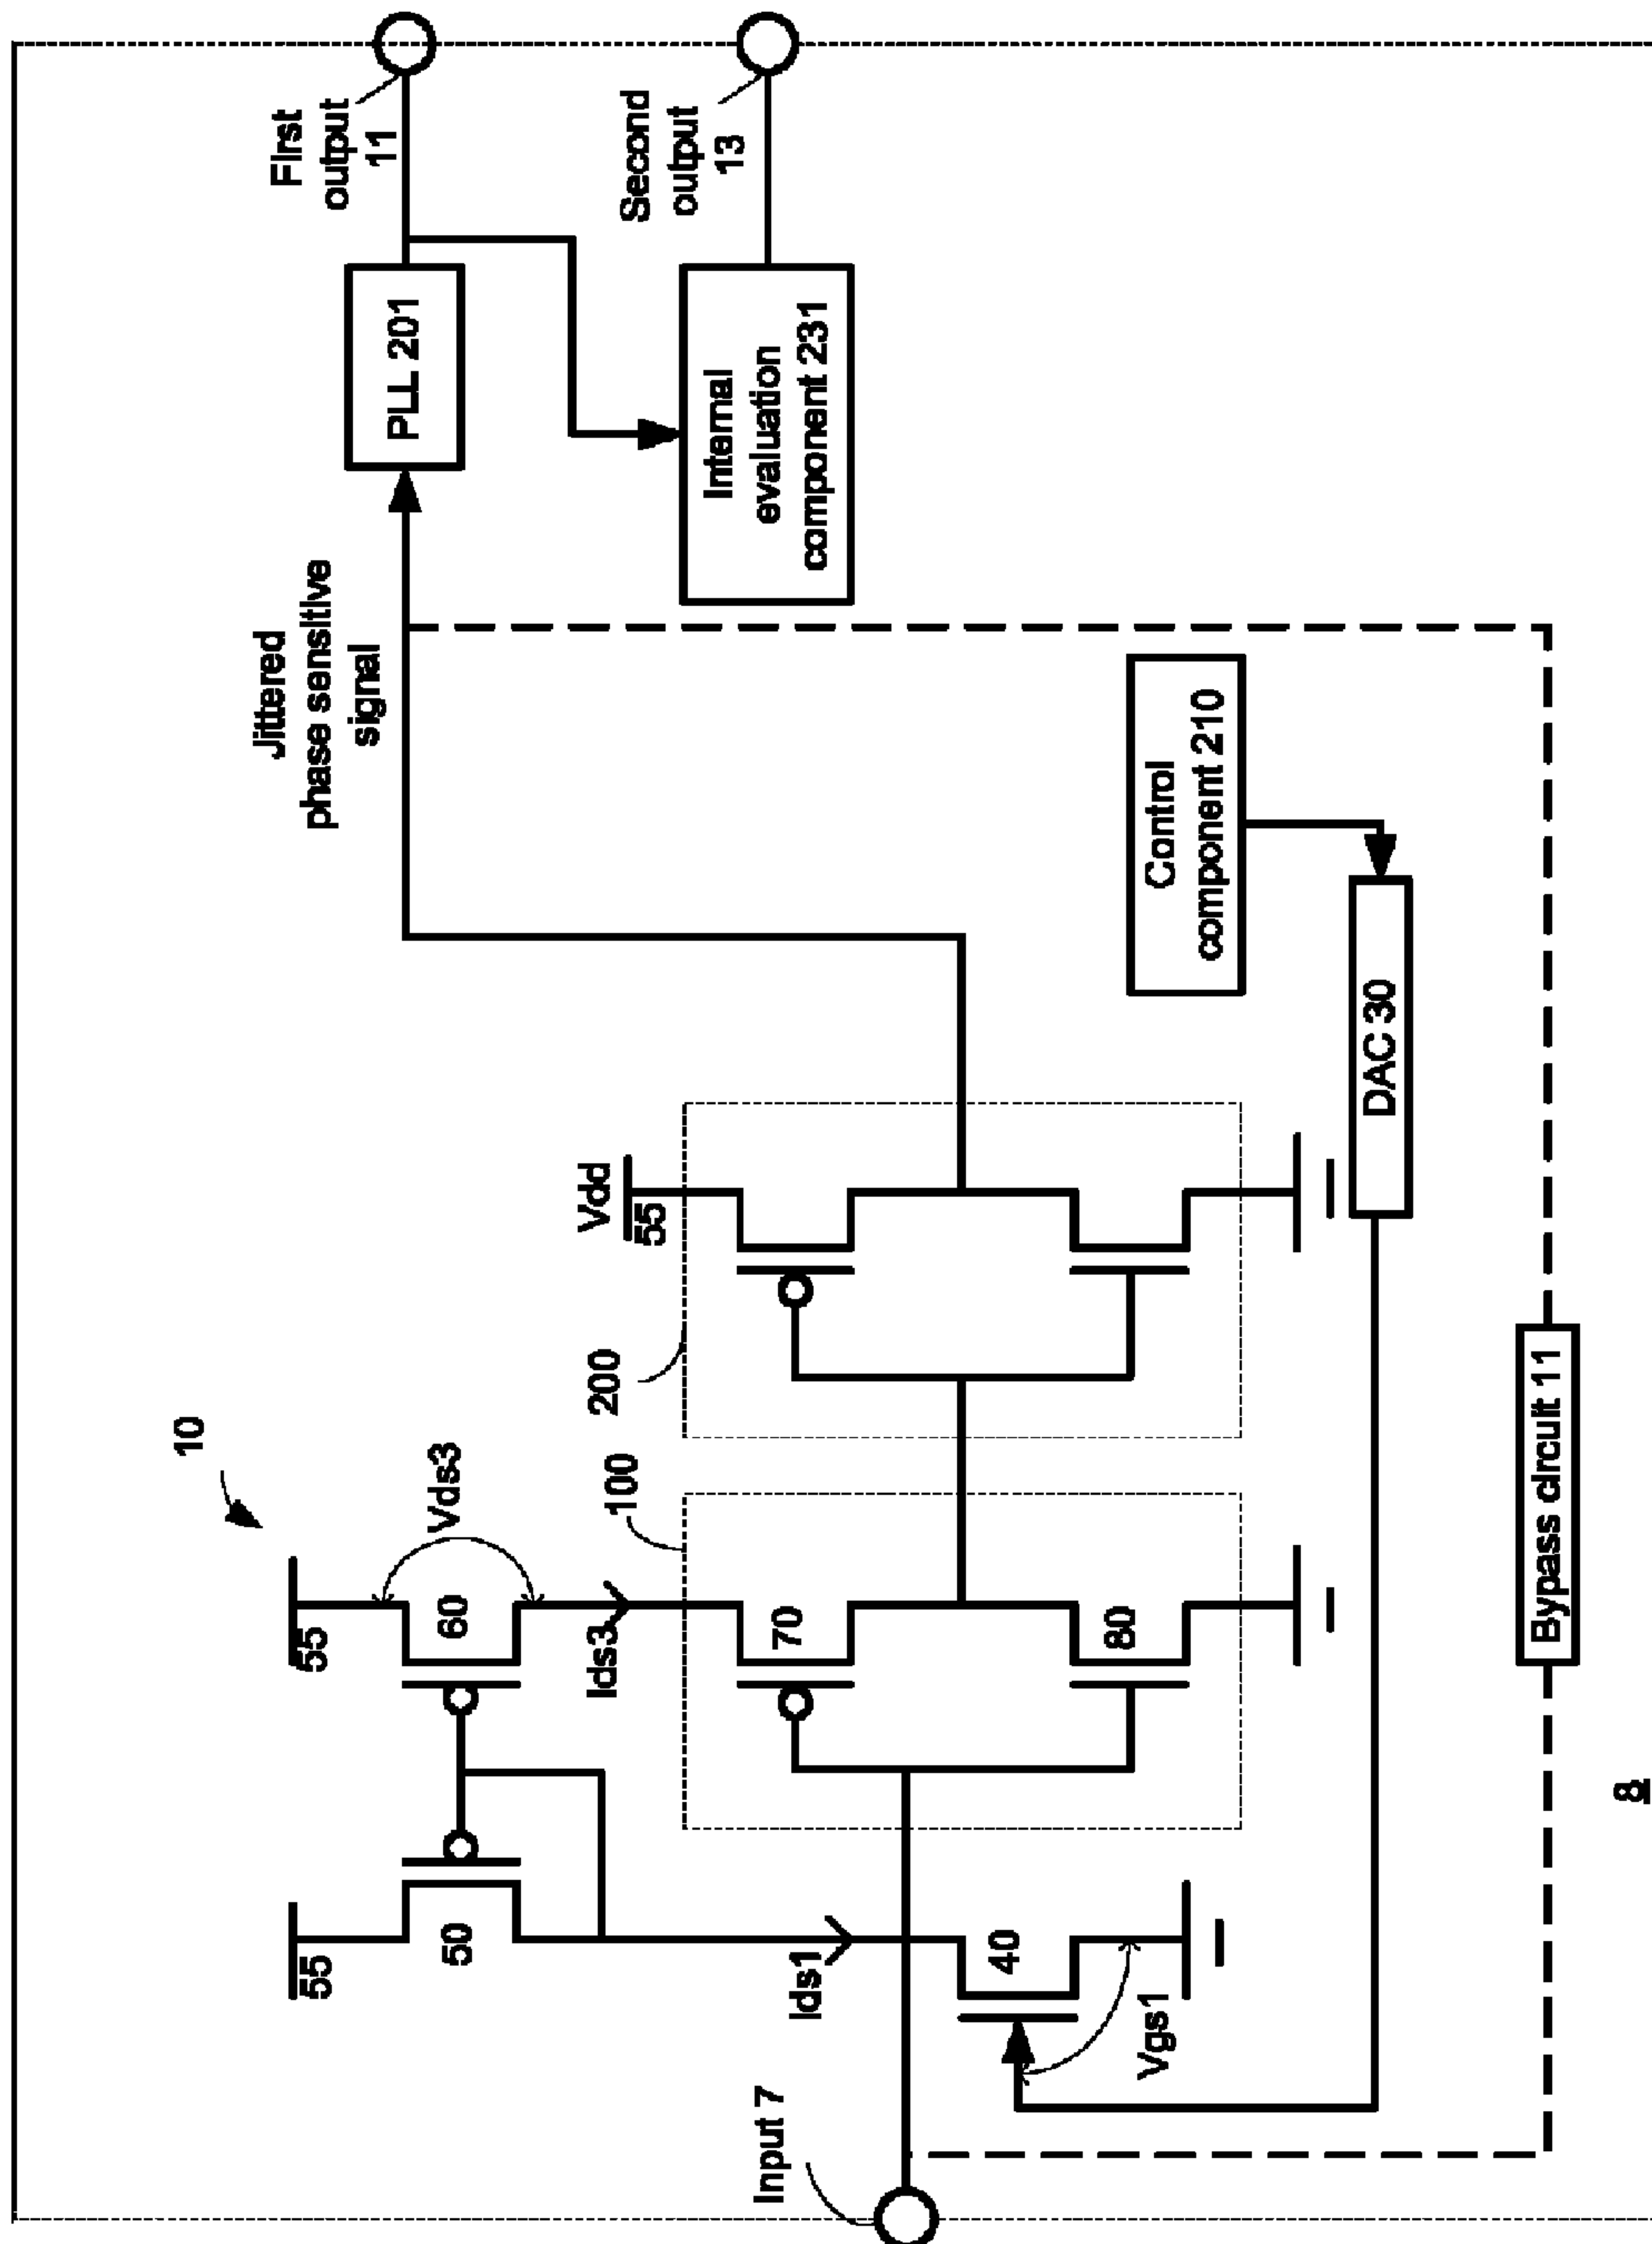 10
55
50
55
60
Vds3
Ids3
Ids1
100
70
80
40
Vgs1
Input 7
200
Vdd
55
Jittered
phase sensitive
signal
PLL 201
First
output
11
Internal
evaluation
component 231
Second
output
13
Control
component 210
DAC 30
Bypass circuit 11
8